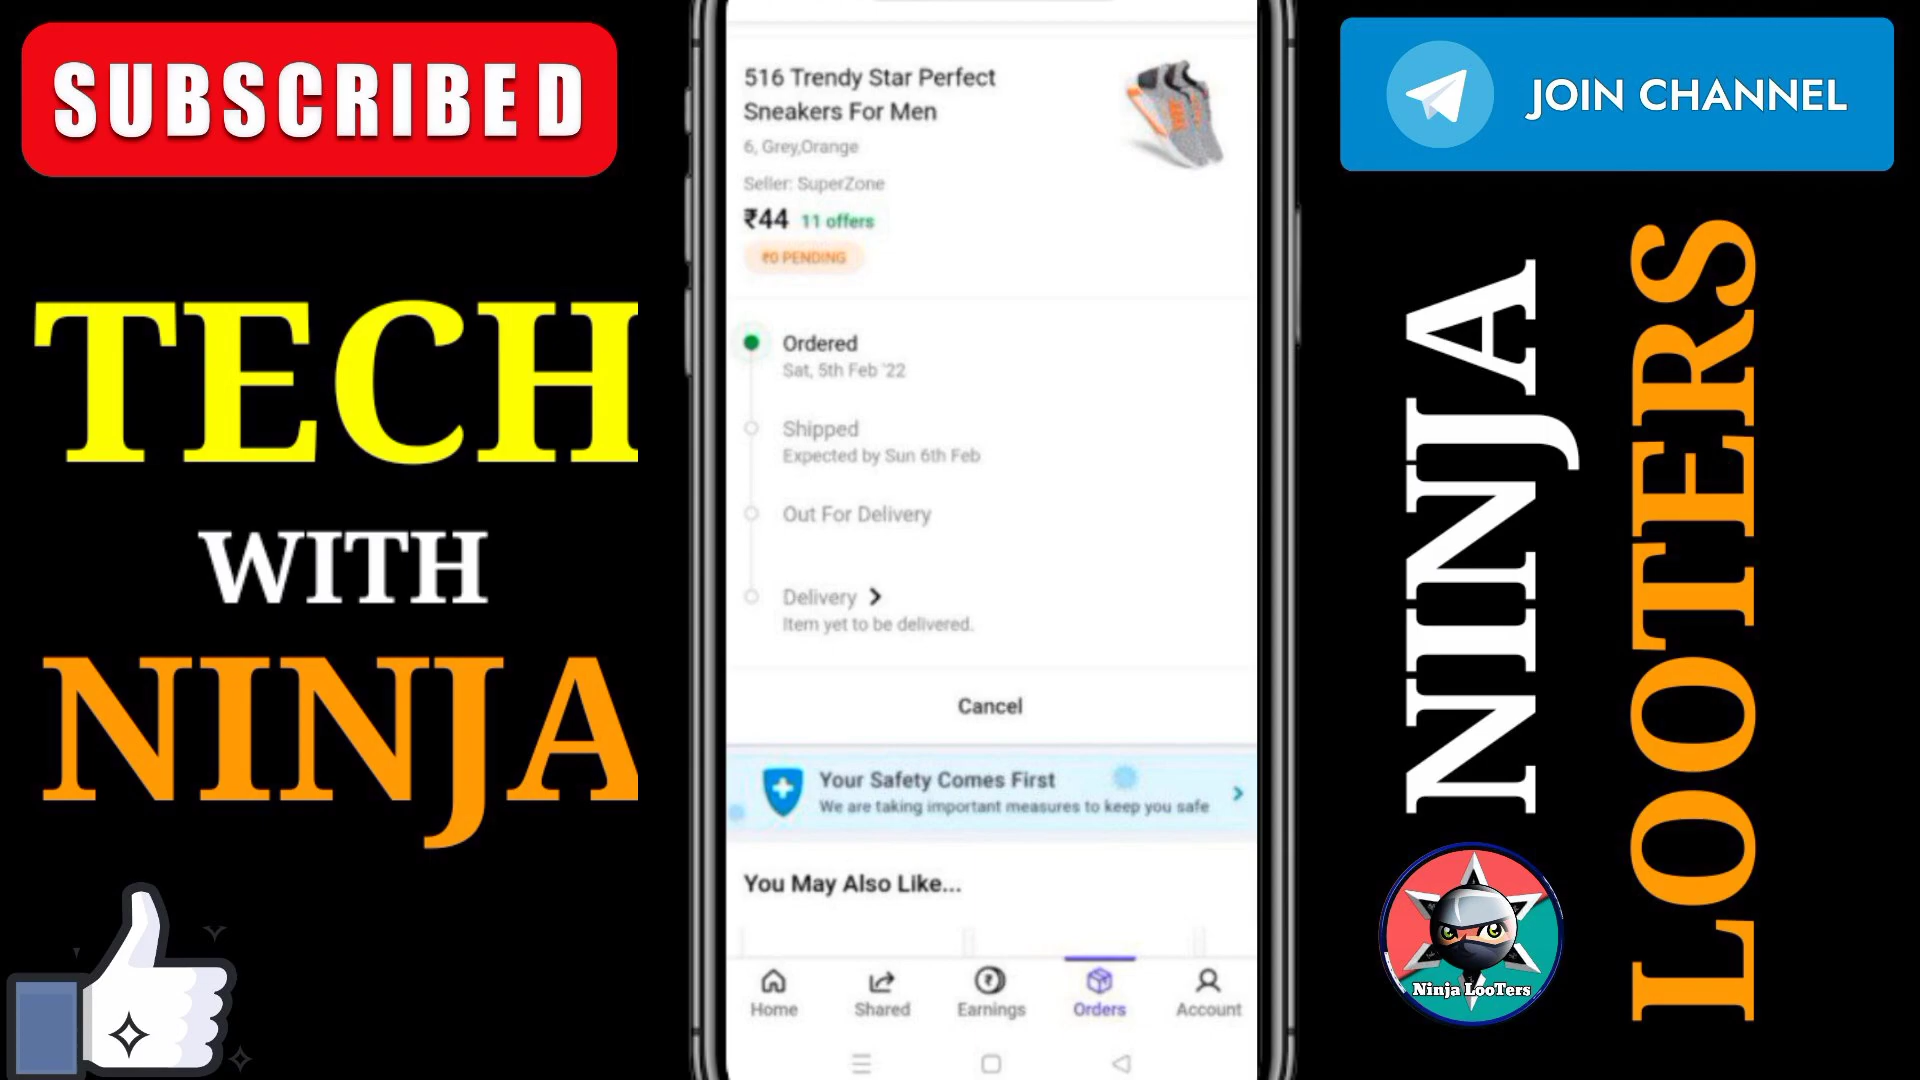 SUBSCRIBED
TECH
WITH
NINJA
516 Trendy Star Perfect
Sneakers For Men
6, Grey,Orange
Seller: SuperZone
₹44 11 offers
₹0 PENDING
Ordered
Sat, 5th Feb '22
Shipped
Expected by Sun 6th Feb
Out For Delivery
Delivery
Item yet to be delivered.
Cancel
Your Safety Comes First
We are taking important measures to keep you safe
You May Also Like...
Home Shared Earnings Orders Account
JOIN CHANNEL
NINJA
LOOTERS
Ninja LooTers